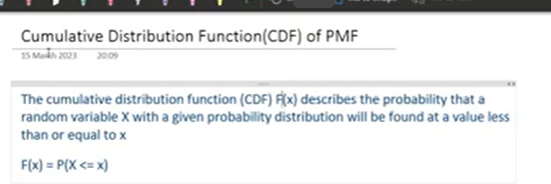 Cumulative Distribution Function(CDF) of PMF
15 March 2023 20:09
The cumulative distribution function (CDF) F(x) describes the probability that a
random variable X with a given probability distribution will be found at a value less
than or equal to x
F(x) = P(X <= x)